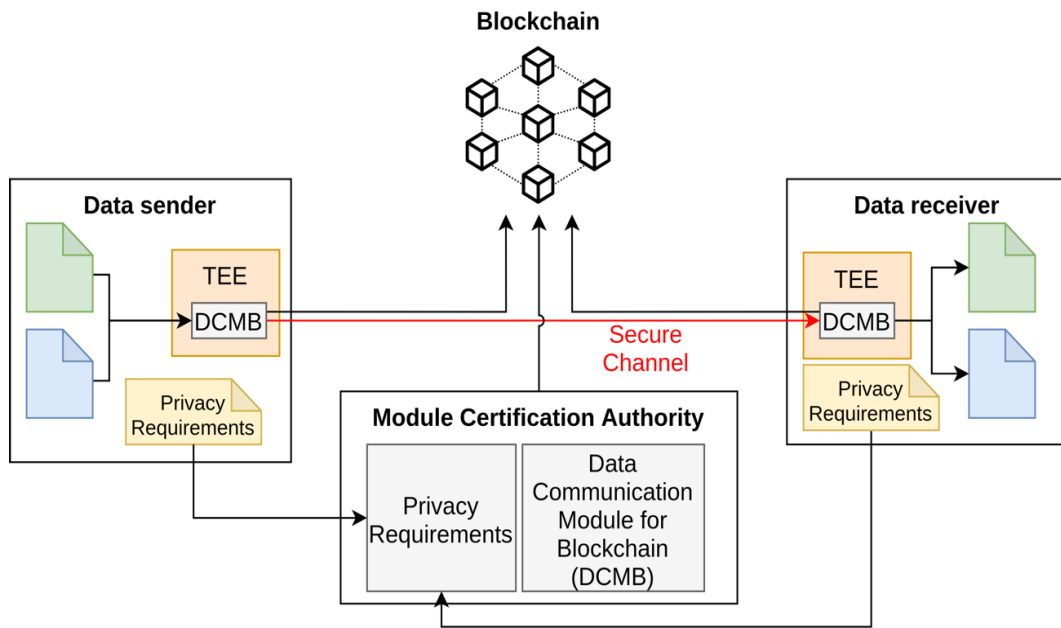 Blockchain
Data sender
TEE
DCMB
Privacy
Requirements
Secure
Channel
Data receiver
TEE
DCMB
Privacy
Requirements
Module Certification Authority
Privacy
Requirements
Data
Communication
Module for
Blockchain
(DCMB)